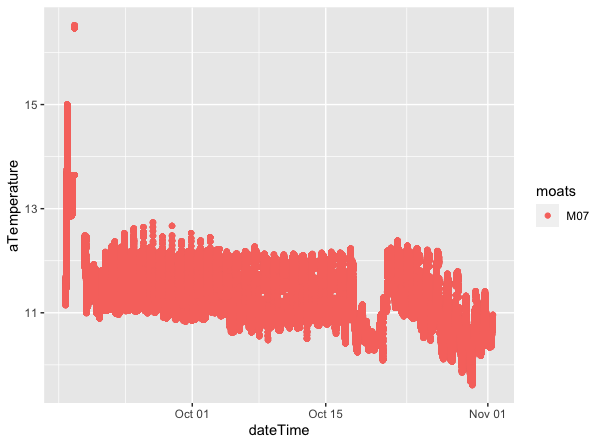 15
13
11
aTemperature
Oct 01
Oct 15
Nov 01
dateTime
moats
M07